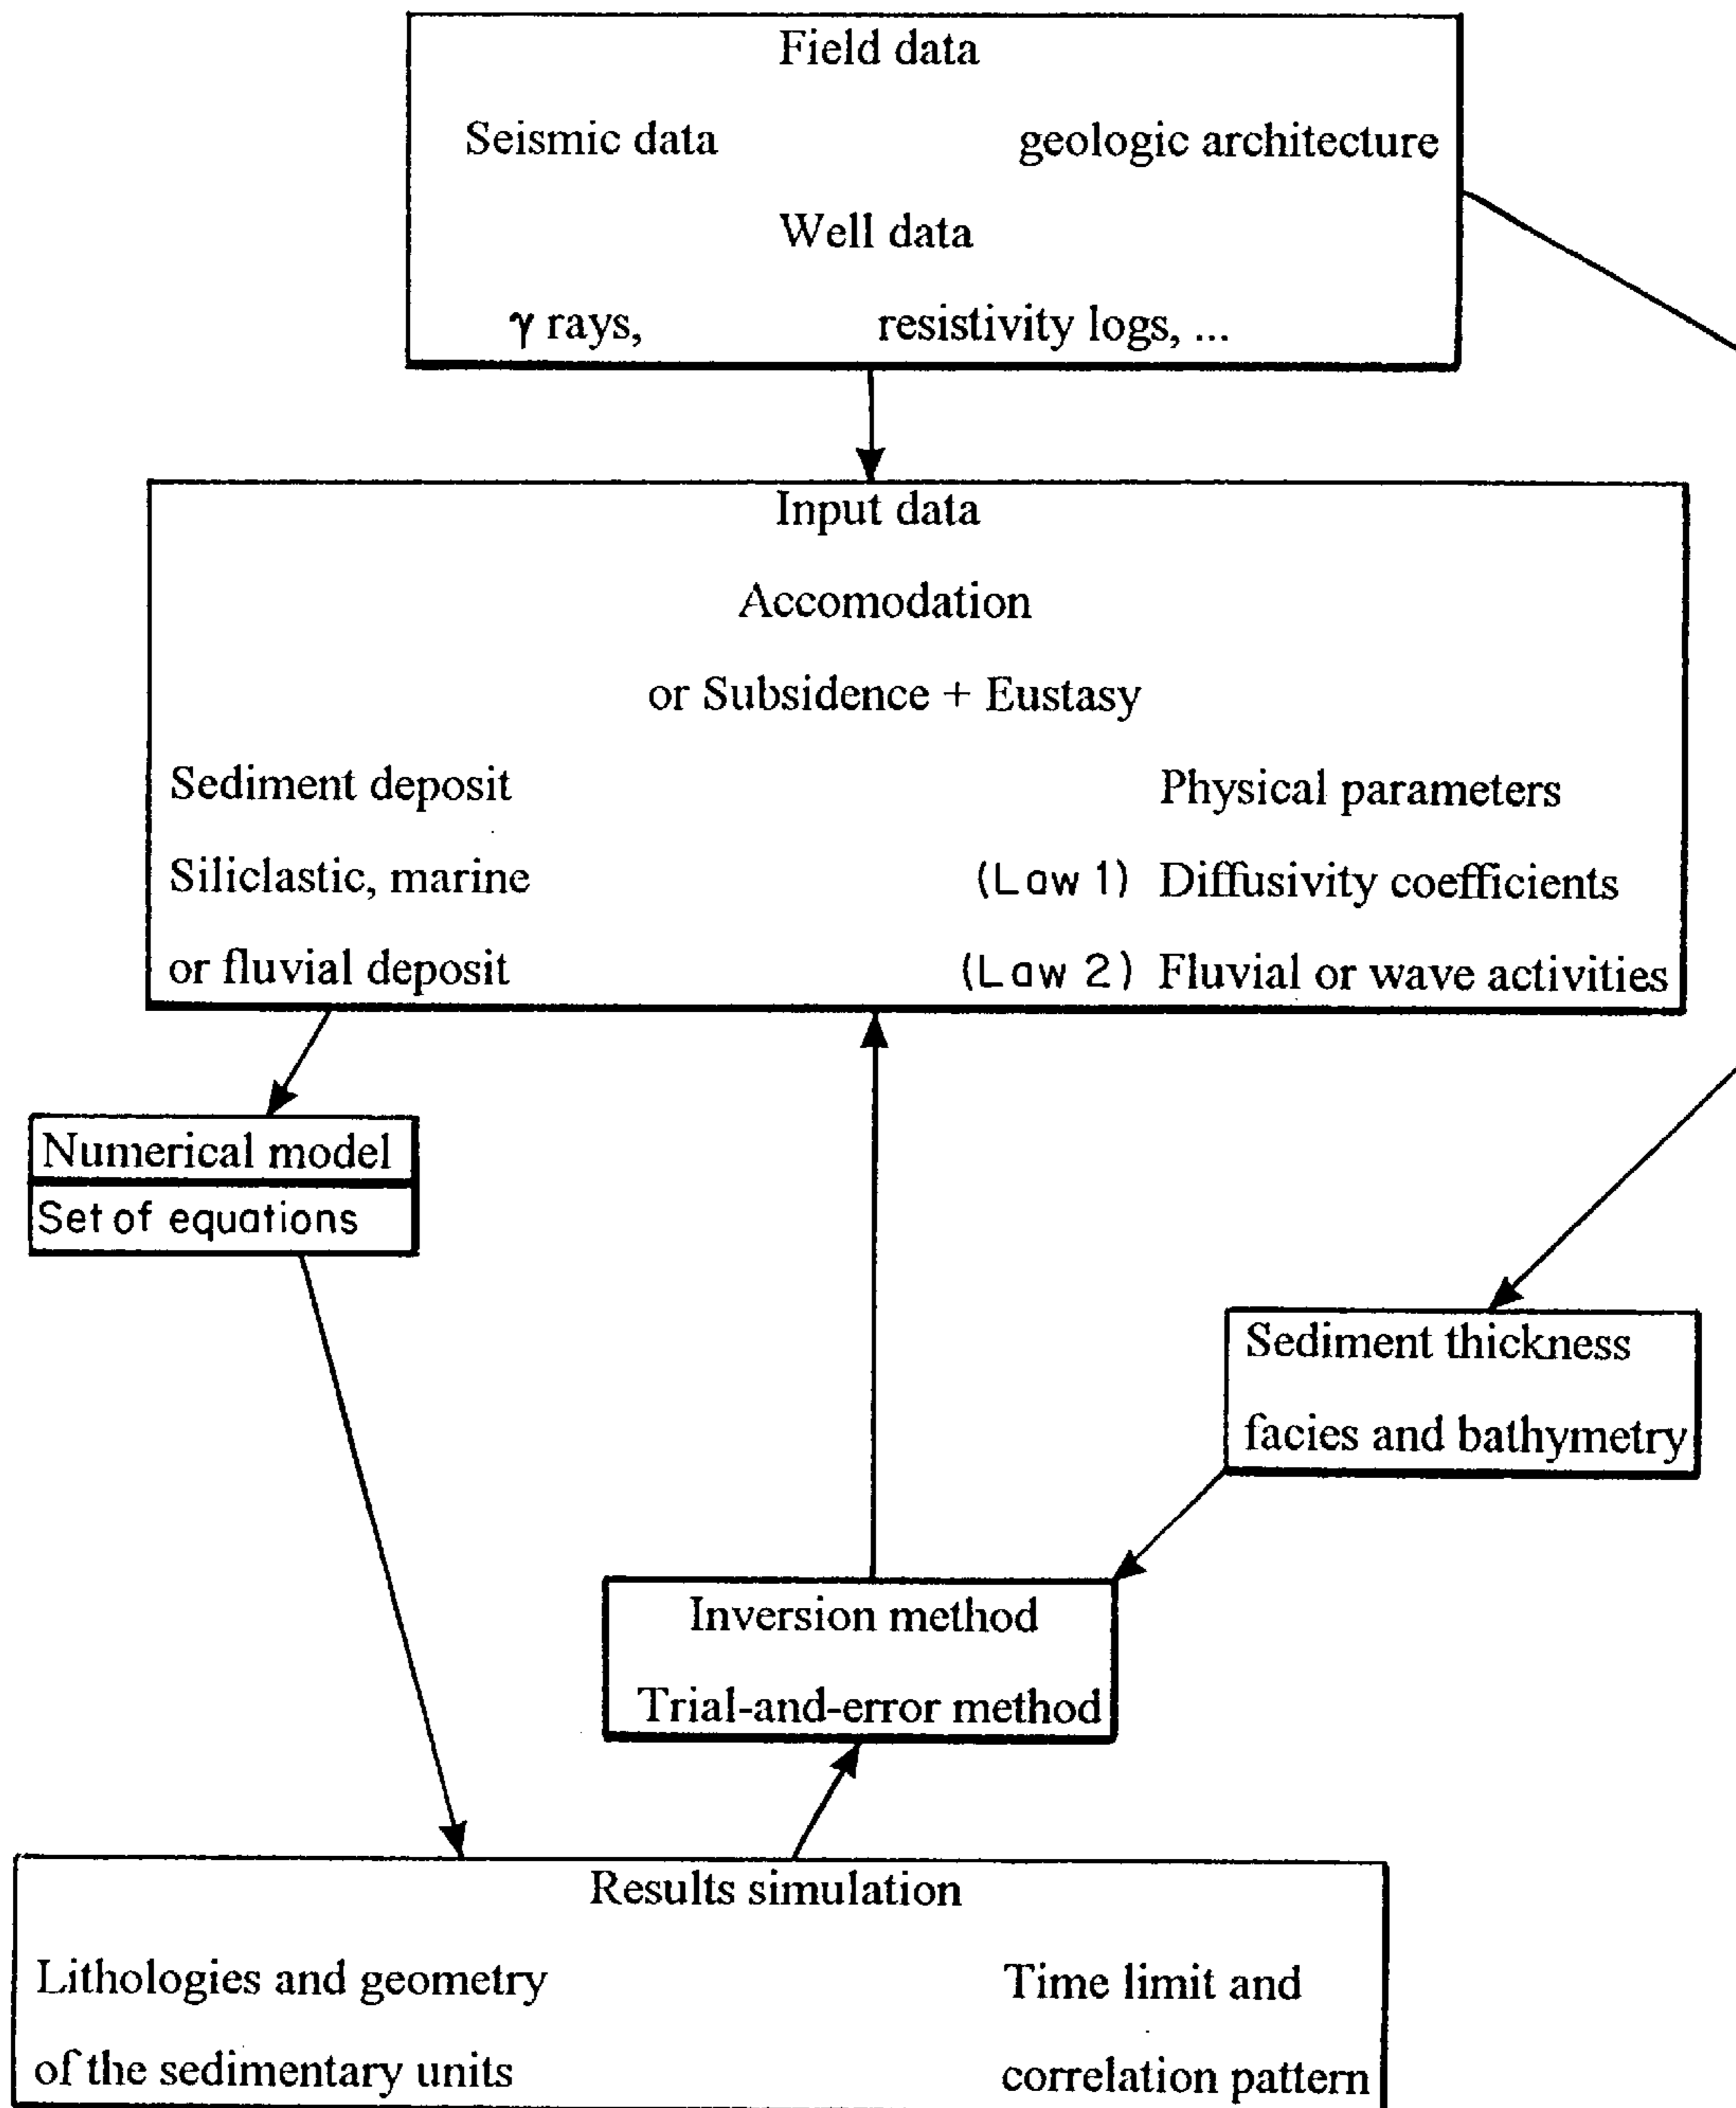 Field data
Seismic data geologic architecture
Well data
γ rays, resistivity logs, ...
Input data
Accomodation
or Subsidence + Eustasy
Sediment deposit Physical parameters
Siliclastic, marine (Law 1) Diffusivity coefficients
or fluvial deposit (Law 2) Fluvial or wave activities
Numerical model
Set of equations
Sediment thickness
facies and bathymetry
Inversion method
Trial-and-error method
Results simulation
Lithologies and geometry Time limit and
of the sedimentary units correlation pattern